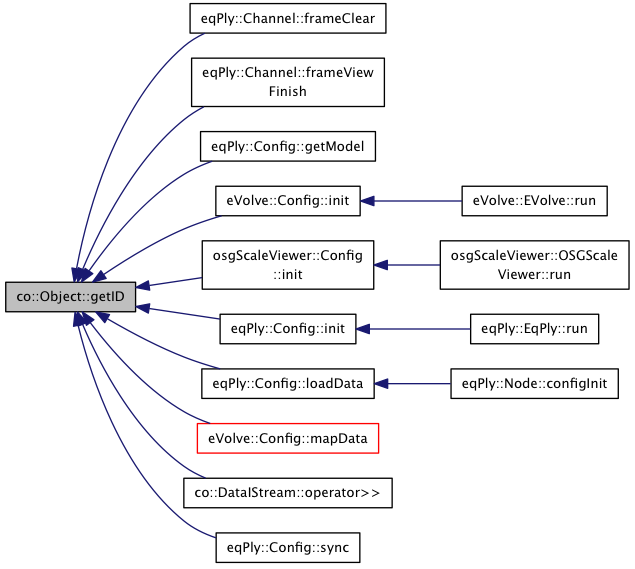 eqPly::Channel::frameClear
eqPly::Channel::frameView
Finish
eqPly::Config::getModel
eVolve::Config::init
eVolve::EVolve::run
osgScaleViewer::Config
::init
osgScaleViewer::OSGScale
Viewer::run
co::Object::getID
eqPly::Config::init
eqPly::EqPly::run
eqPly::Config::loadData
eqPly::Node::configInit
eVolve::Config::mapData
co::DataIStream::operator>>
eqPly::Config::sync